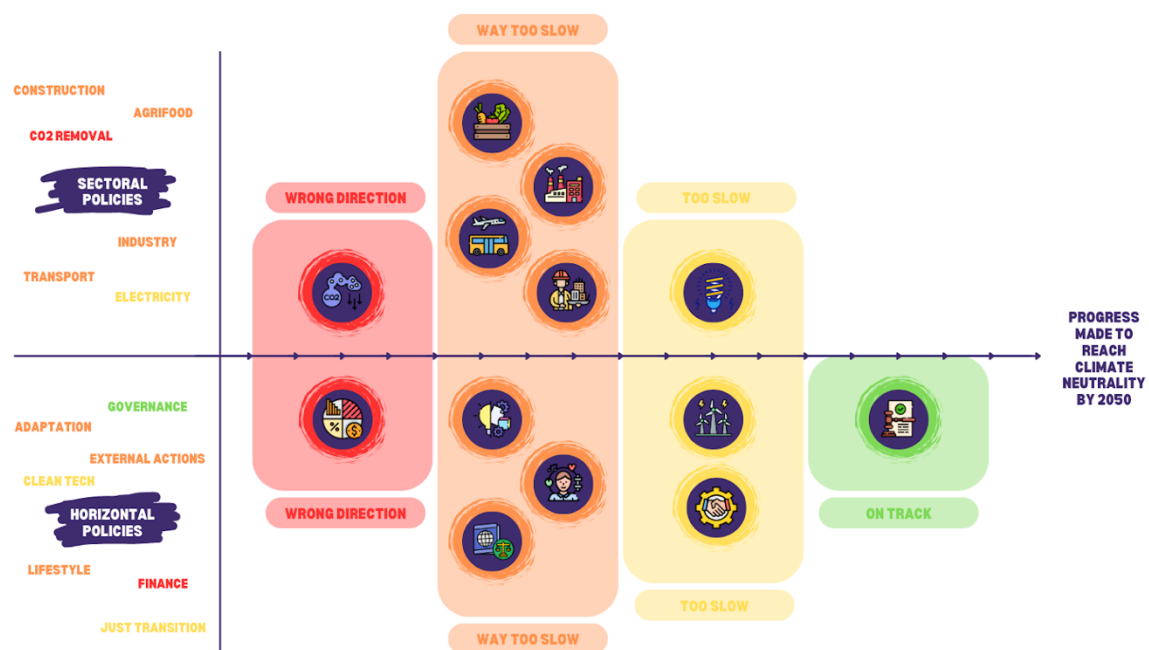 WAY TOO SLOW
CONSTRUCTION
AGRIFOOD
CO2 REMOVAL
SECTORAL
POLICIES
WRONG DIRECTION
TOO SLOW
INDUSTRY
TRANSPORT
ELECTRICITY
CO2
PROGRESS
MADE TO
REACH
CLIMATE
NEUTRALITY
BY 2050
GOVERNANCE
ADAPTATION
EXTERNAL ACTIONS
CLEAN TECH
HORIZONTAL
POLICIES
% $
WRONG DIRECTION
ON TRACK
LIFESTYLE
FINANCE
JUST TRANSITION
TOO SLOW
WAY TOO SLOW